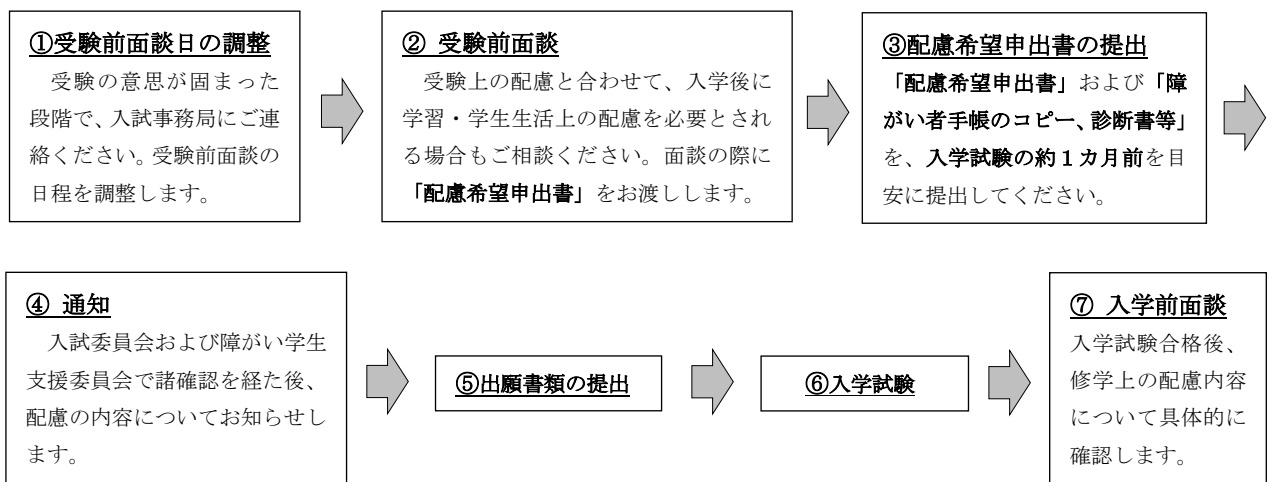 ①受験前面談日の調整
受験の意思が固まった
段階で、入試事務局にご連
絡ください。受験前面談の
日程を調整します。
② 受験前面談
受験上の配慮と合わせて、入学後に
学習・学生生活上の配慮を必要とされ
る場合もご相談ください。面談の際に
「配慮希望申出書」をお渡しします。
③配慮希望申出書の提出
「配慮希望申出書」および「障
がい者手帳のコピー、診断書等」
を、入学試験の約１カ月前を目
安に提出してください。
④ 通知
入試委員会および障がい学生
支援委員会で諸確認を経た後、
配慮の内容についてお知らせし
ます。
⑤出願書類の提出
⑥入学試験
⑦ 入学前面談
入学試験合格後、
修学上の配慮内容
について具体的に
確認します。